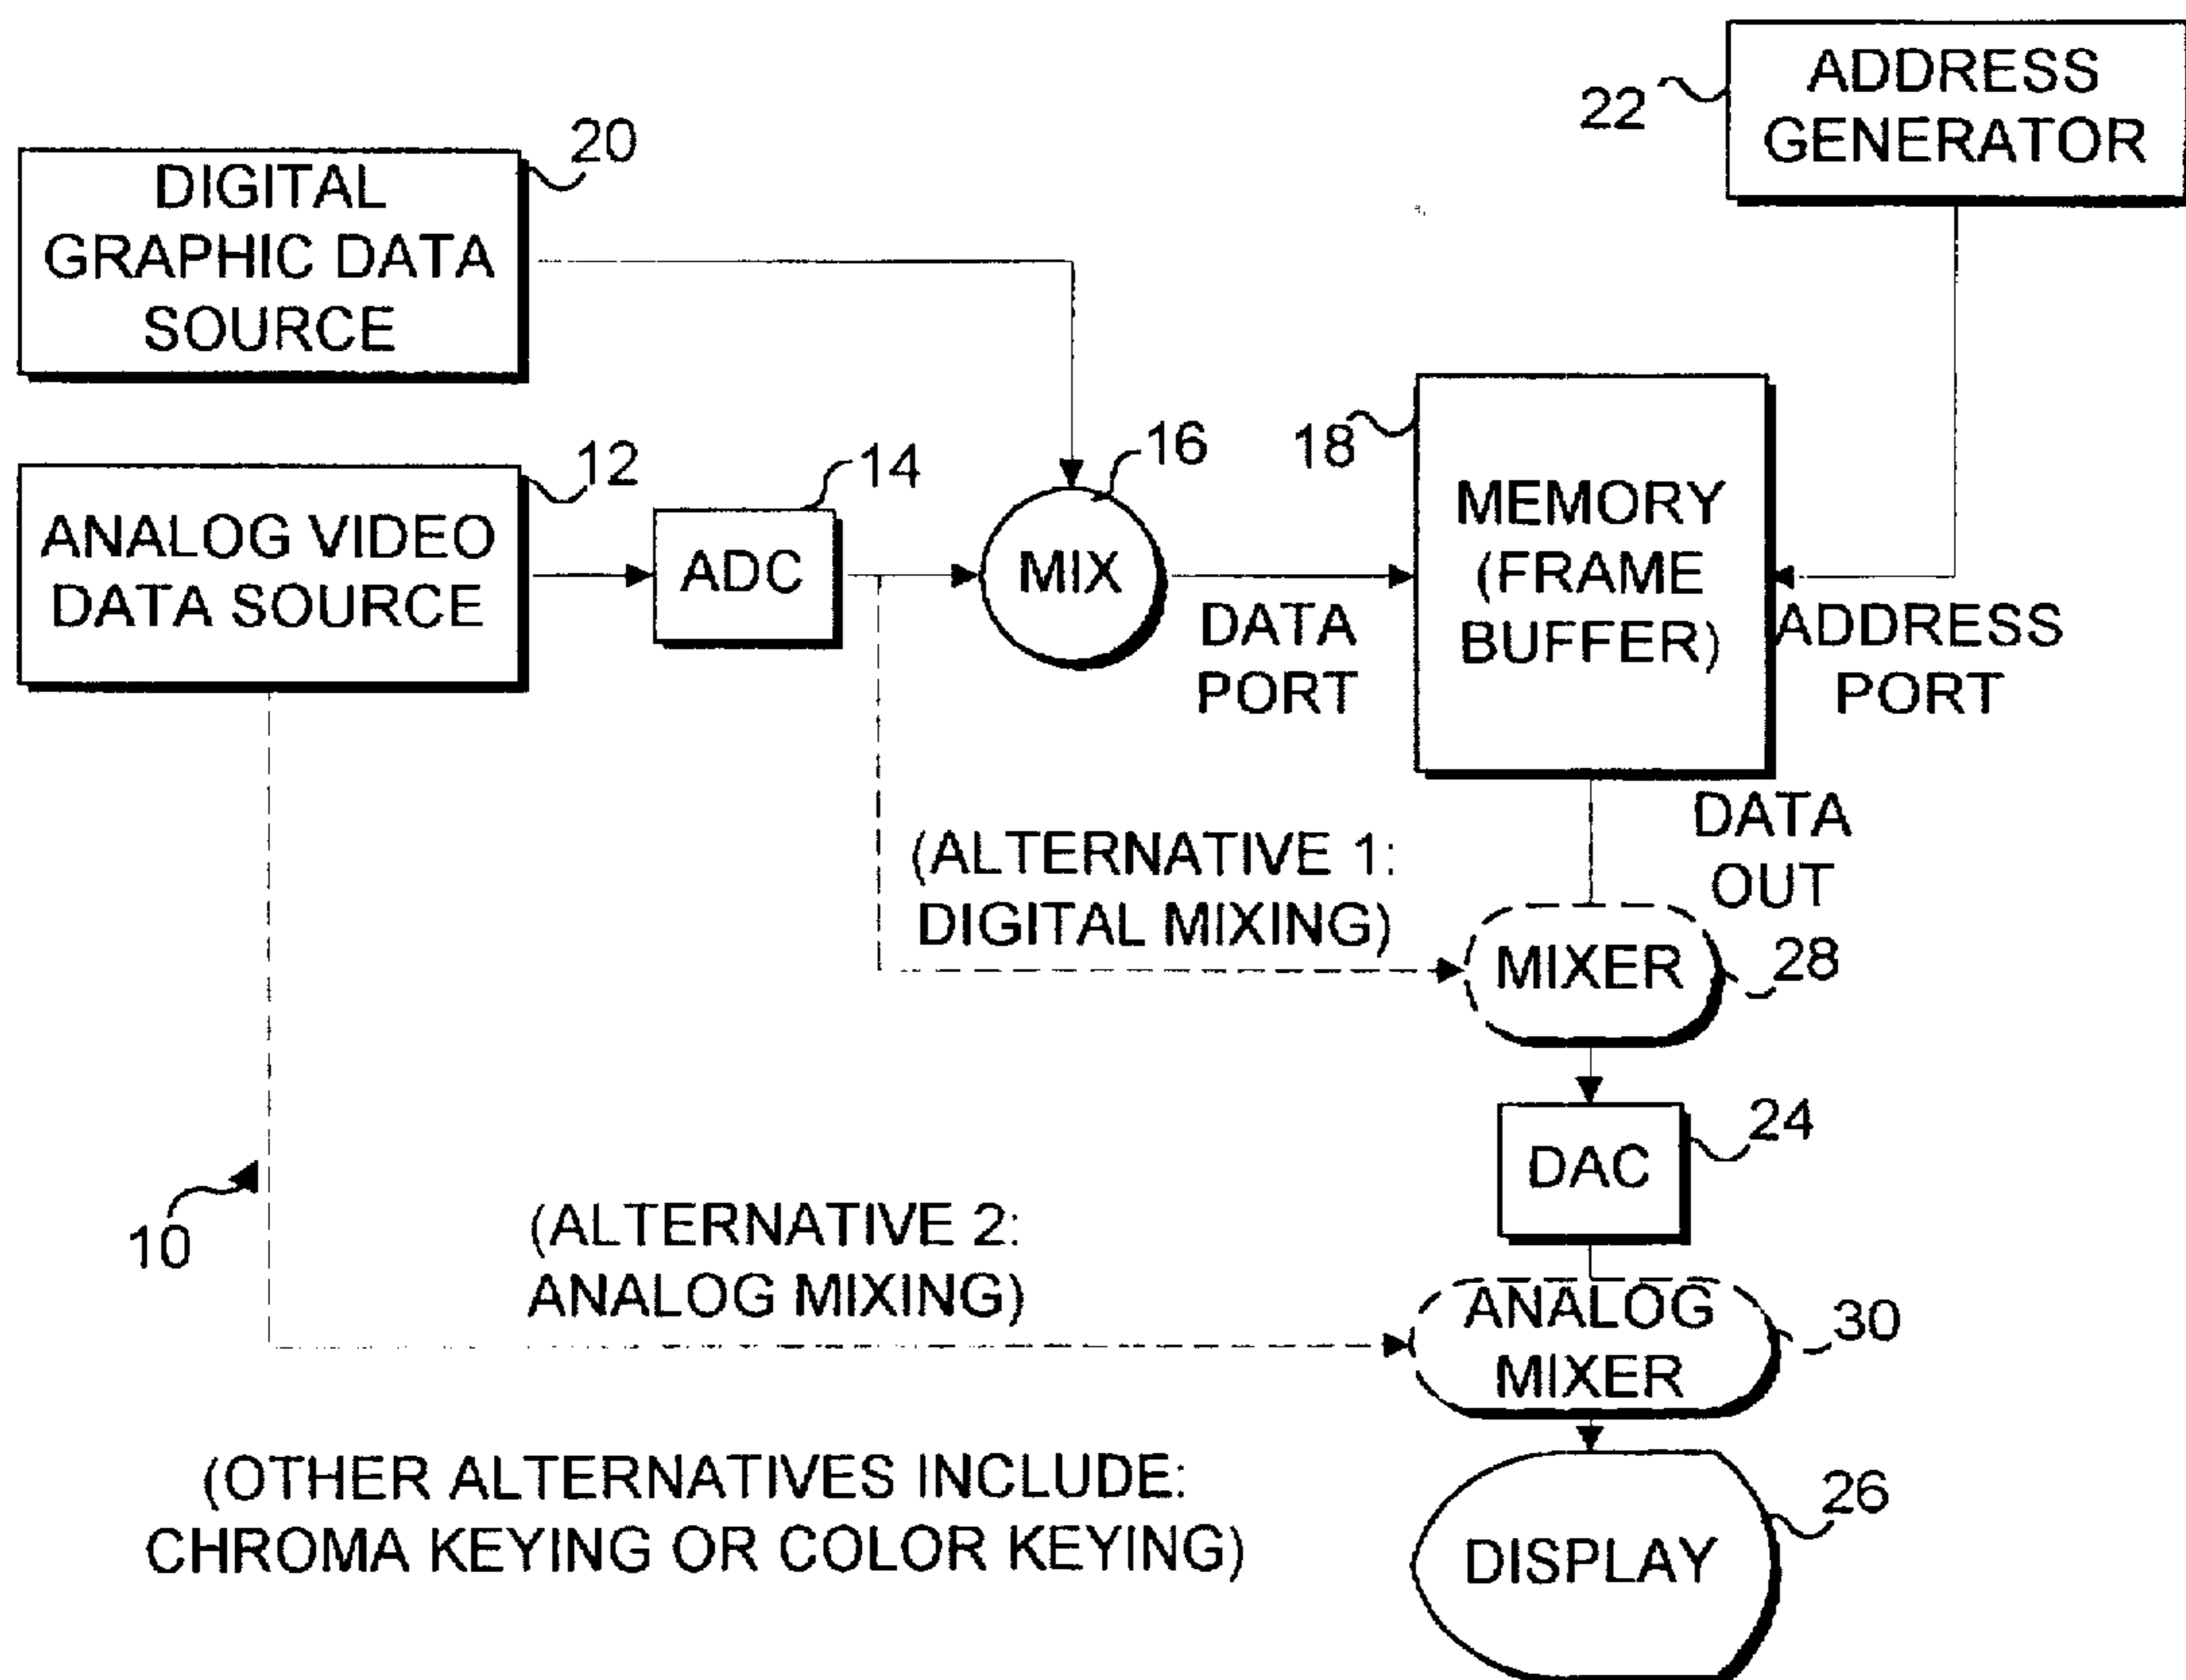 ADDRESS
GENERATOR
22
20
DIGITAL
GRAPHIC DATA
SOURCE
12
ANALOG VIDEO
DATA SOURCE
14
ADC
16
MIX
DATA
PORT
18
MEMORY
(FRAME
BUFFER)
ADDRESS
PORT
DATA
OUT
(ALTERNATIVE 1:
DIGITAL MIXING)
MIXER
28
24
DAC
10
(ALTERNATIVE 2:
ANALOG MIXING)
ANALOG
MIXER
30
(OTHER ALTERNATIVES INCLUDE:
CHROMA KEYING OR COLOR KEYING)
26
DISPLAY